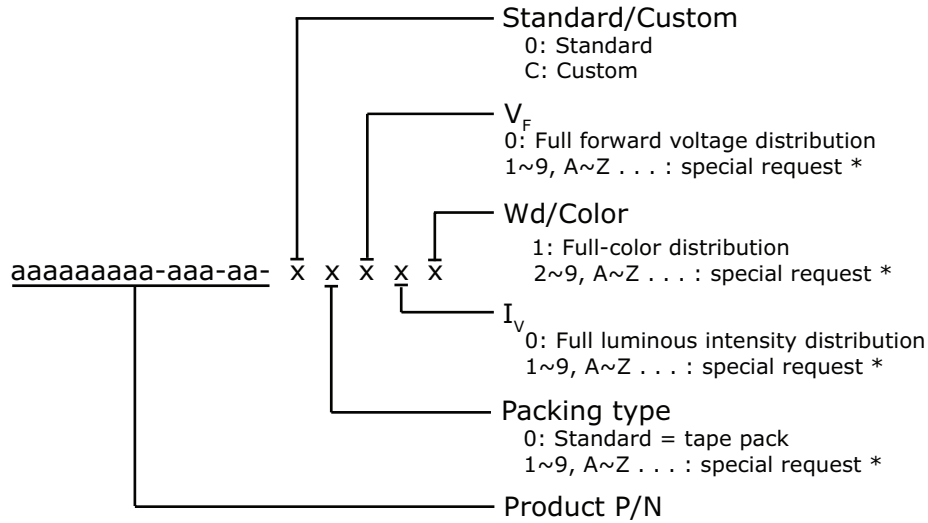 Standard/Custom
0: Standard
C: Custom
VF
0: Full forward voltage distribution
1~9, A~Z . . . : special request *
Wd/Color
1: Full-color distribution
2~9, A~Z . . . : special request *
aaaaaaaaa-aaa-aa- x x x x x
IV
0: Full luminous intensity distribution
1~9, A~Z . . . : special request *
Packing type
0: Standard = tape pack
1~9, A~Z . . . : special request *
Product P/N